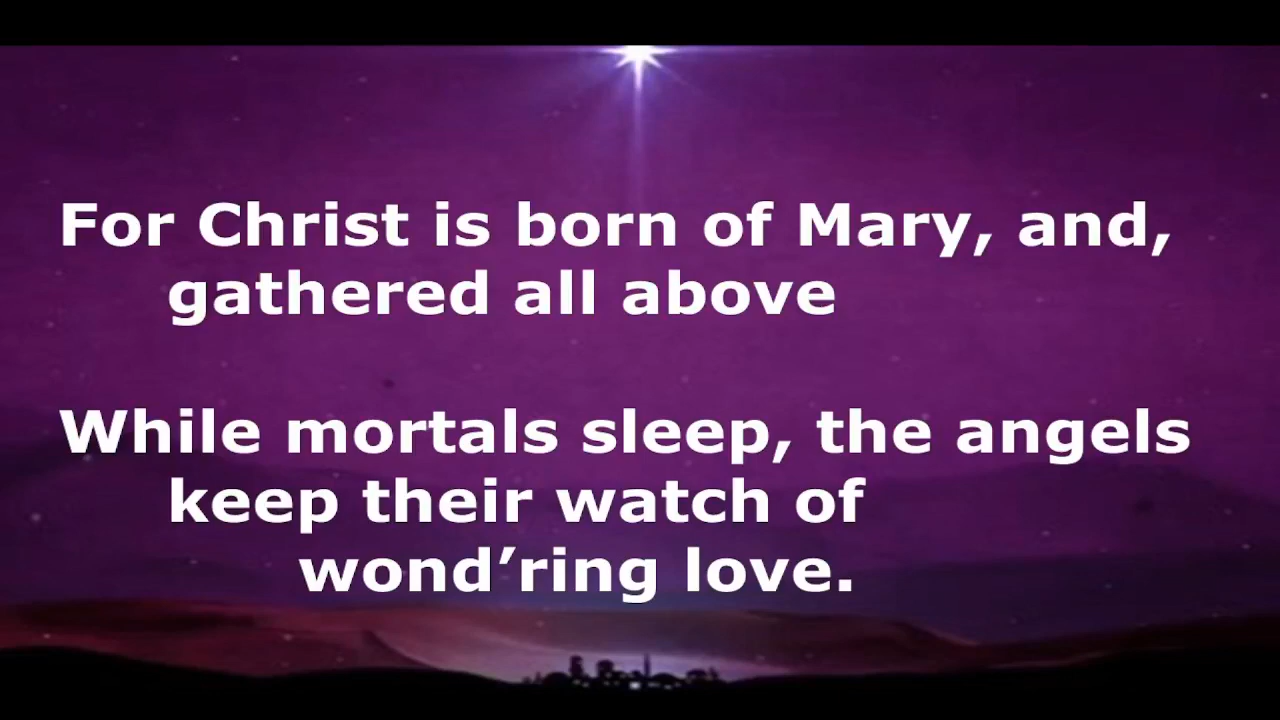 For Christ is born of Mary, and,
gathered all above
While mortals sleep, the angels
keep their watch of
wond’ring love.